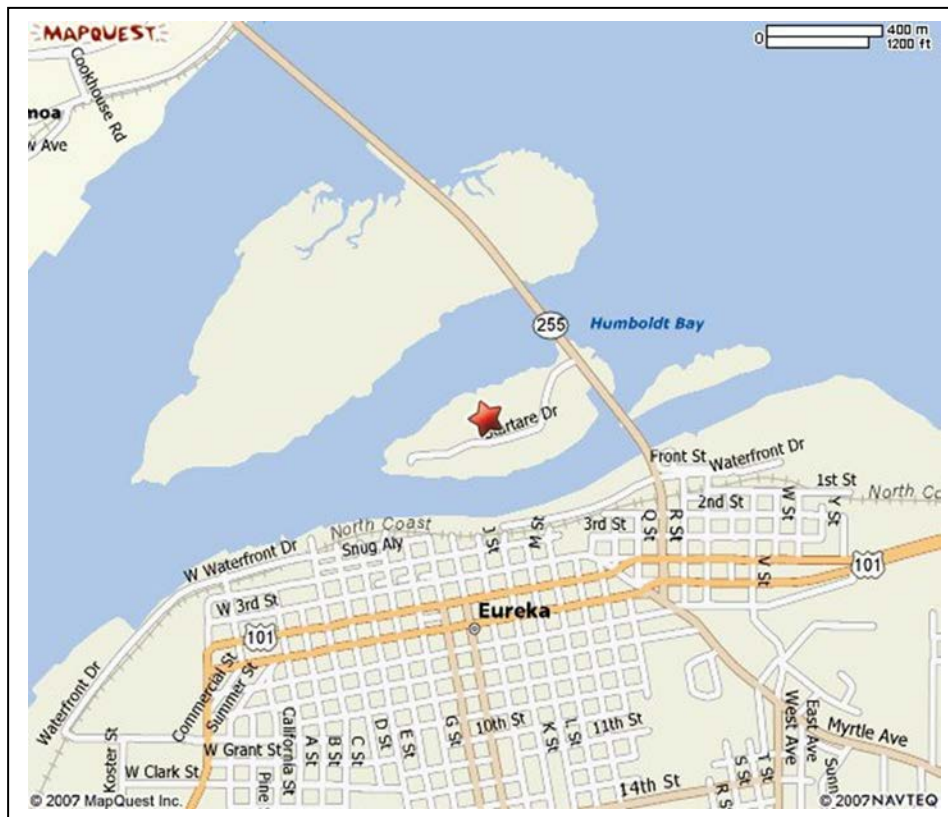 MAPQUEST.
0
400 m
1200 ft
Cookhouse Rd
moa
w Ave
255
Humboldt Bay
Startare Dr
Front St
Waterfront Dr
1st St
North Co
2nd St
W St
Y St
3rd St
Q St
R St
V St
North Coast
J St
M St
Snug Aly
W Waterfront Dr
W 3rd St
101
101
Eureka
Waterfront Dr
Commercial St
Summer St
California St
A St
B St
C St
D St
E St
G St
10th St
K St
L St
11th St
West Ave
East Ave
Myrtle Ave
Sunn
Koster St
W Grant St
W Clark St
Pine
14th St
S St
T St
R S
© 2007 MapQuest Inc.
© 2007 NAVTEQ